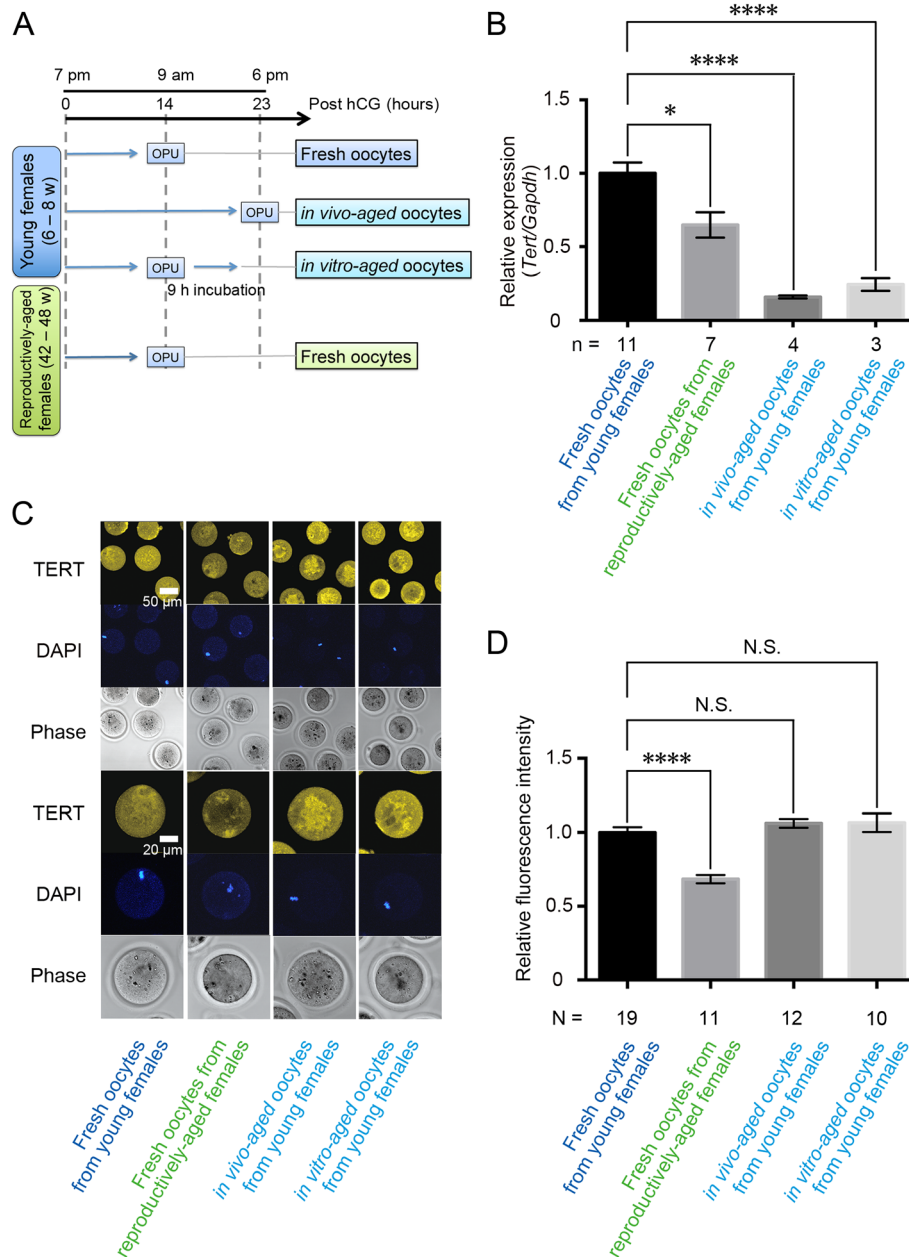 A
7 pm 9 am 6 pm
0 14 23 Post hCG (hours)
Young females
(6 – 8 w)
OPU
Fresh oocytes
OPU
in vivo-aged oocytes
OPU
in vitro-aged oocytes
9 h incubation
Reproductively-aged
females (42 – 48 w)
OPU
Fresh oocytes
B
****
****
*
Relative expression
(Tert/Gapdh)
1.5
1.0
0.5
0
n = 11 7 4 3
Fresh oocytes
from young females
Fresh oocytes from
reproductively-aged females
in vivo-aged oocytes
from young females
in vitro-aged oocytes
from young females
C
TERT
50 µm
DAPI
Phase
TERT
20 µm
DAPI
Phase
Fresh oocytes
from young females
Fresh oocytes from
reproductively-aged females
in vivo-aged oocytes
from young females
in vitro-aged oocytes
from young females
D
N.S.
N.S.
****
Relative fluorescence intensity
1.5
1.0
0.5
0
N = 19 11 12 10
Fresh oocytes
from young females
Fresh oocytes from
reproductively-aged females
in vivo-aged oocytes
from young females
in vitro-aged oocytes
from young females